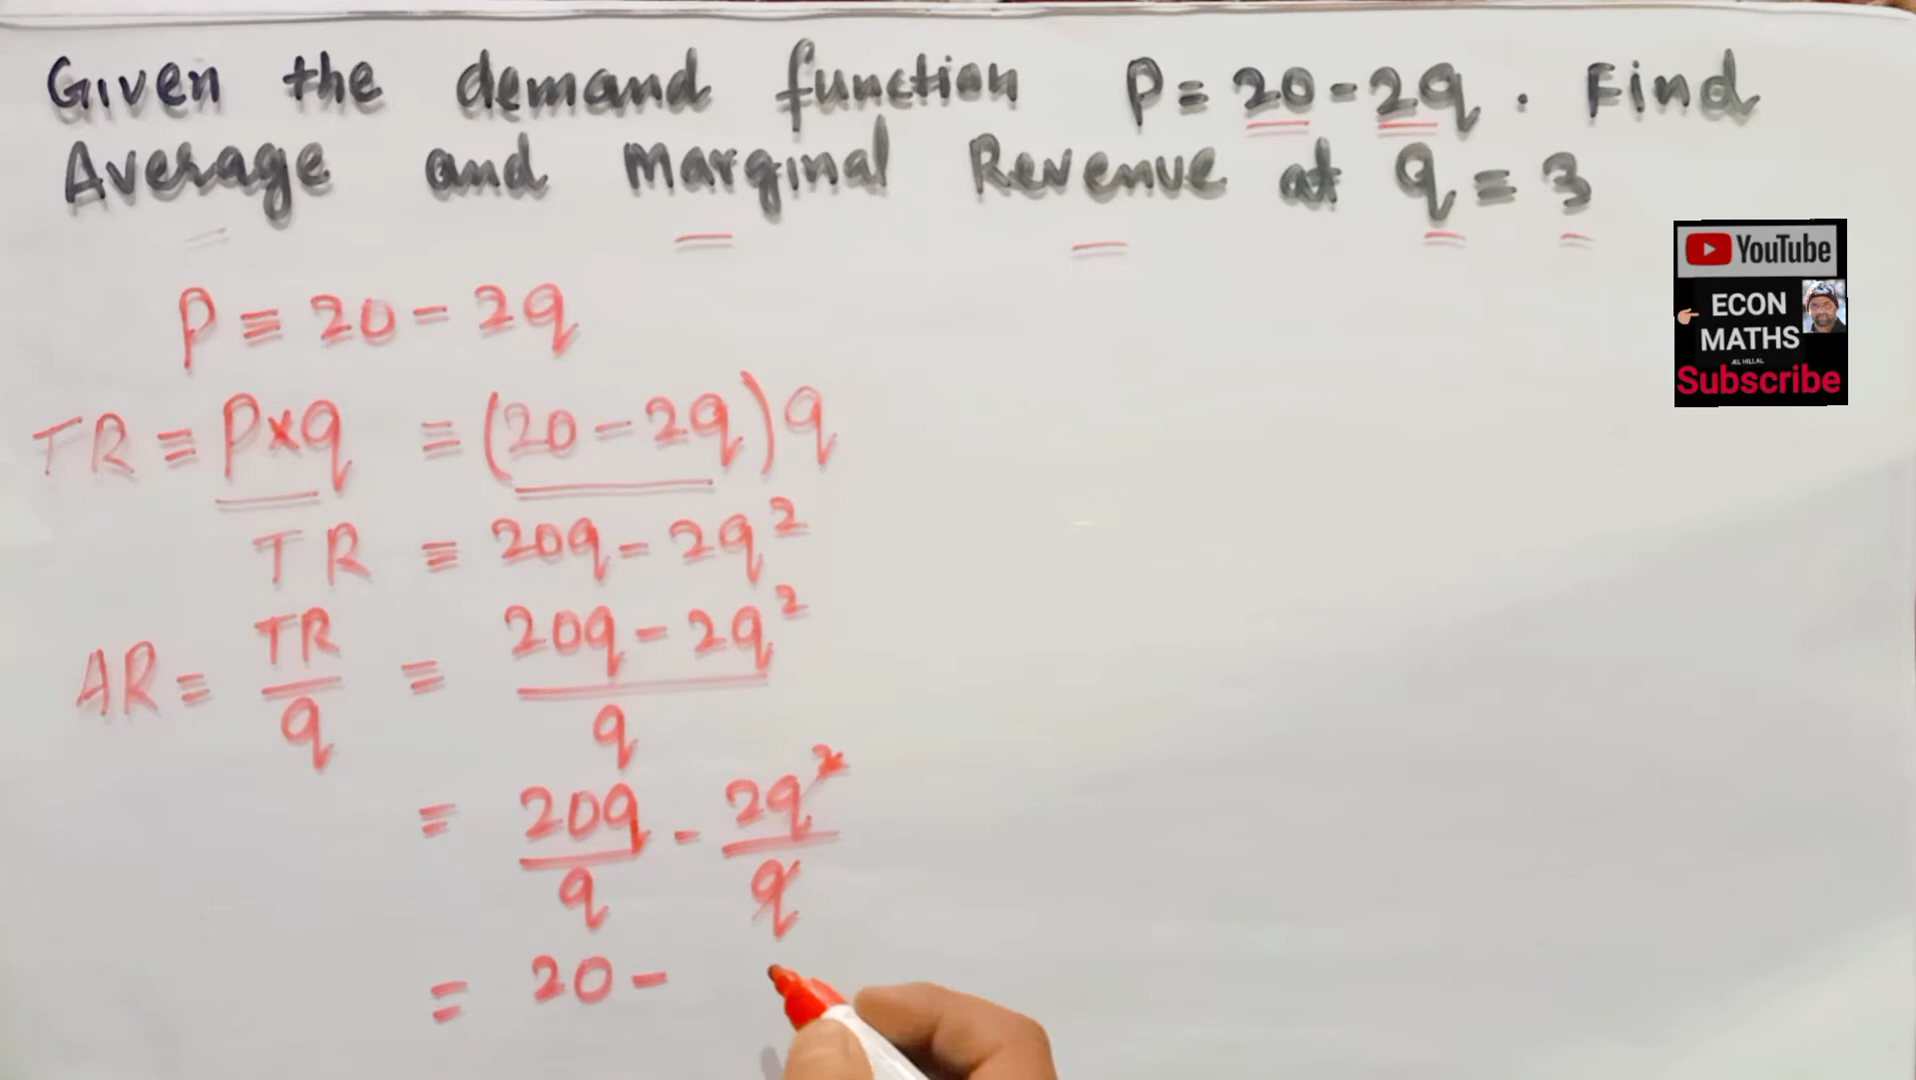 Given the demand function P = 20 - 2q. Find
Average and Marginal Revenue at q = 3
P = 20 - 2q
TR = P×q = (20 - 2q) q
TR = 20q - 2q²
AR = TR/q = (20q - 2q²)/q
= 20q/q - 2q²/q
= 20 -
YouTube
ECON
MATHS
Subscribe